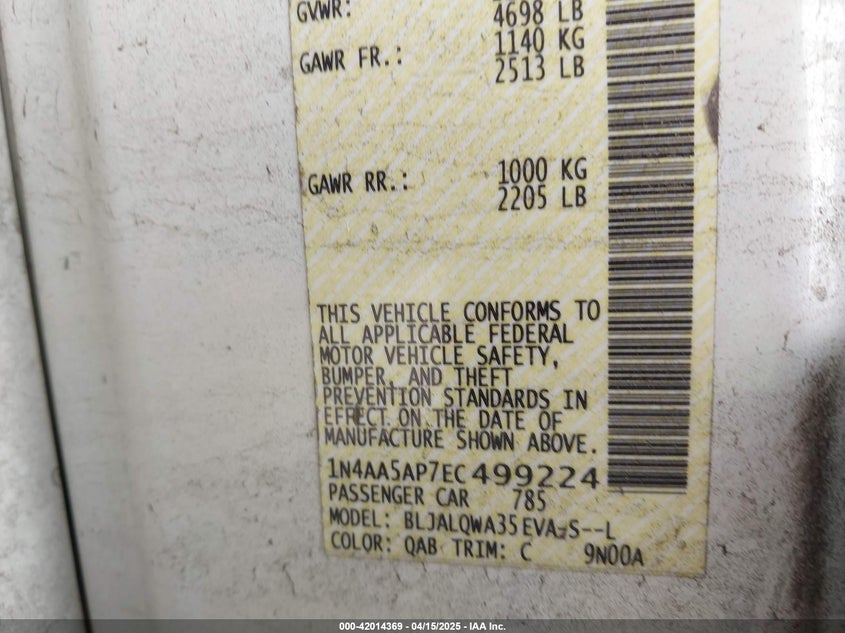 GVWR: 4698 LB
GAWR FR.: 1140 KG
2513 LB
GAWR RR.: 1000 KG
2205 LB
THIS VEHICLE CONFORMS TO
ALL APPLICABLE FEDERAL
MOTOR VEHICLE SAFETY,
BUMPER, AND THEFT
PREVENTION STANDARDS IN
EFFECT ON THE DATE OF
MANUFACTURE SHOWN ABOVE.
1N4AA5AP7EC499224
PASSENGER CAR 785
MODEL: BLJALQWA35EVA-S--L
COLOR: QAB TRIM: C 9N00A
000-42014369 - 04/15/2025 - IAA Inc.